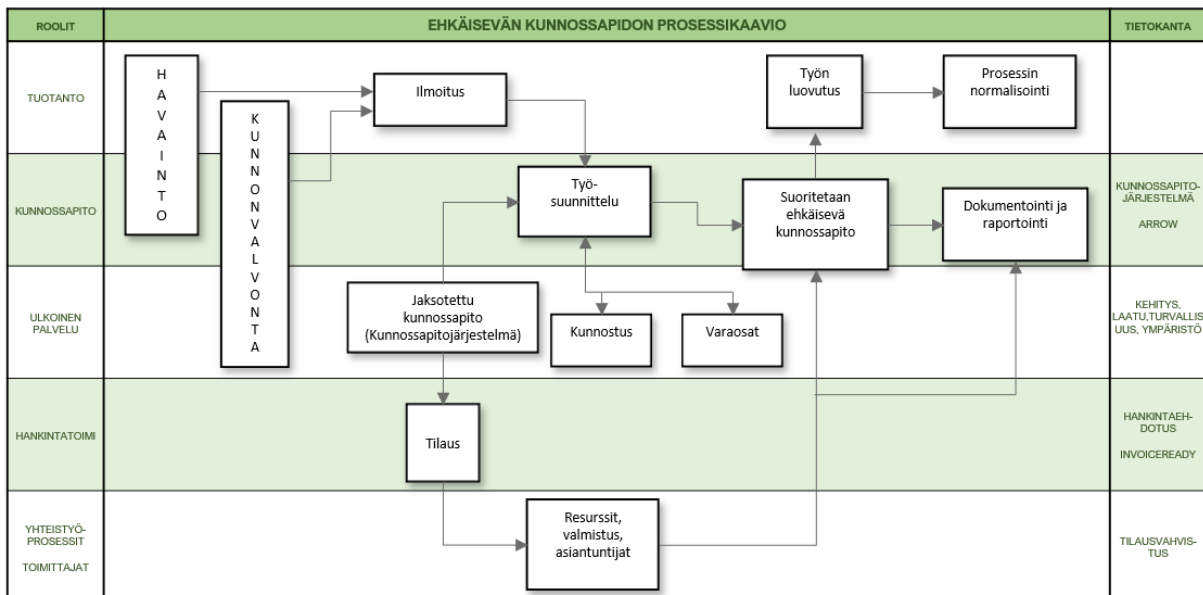 ROOLIT
EHKÄISEVÄN KUNNOSSAPIDON PROSESSIKAAVIO
TIETOKANTA
TUOTANTO
HAVAINTO
KUNNONVALVONTA
Ilmoitus
Työn
luovutus
Prosessin
normalisointi
KUNNOSSAPITO
Työ-
suunnittelu
Suoritetaan
ehkäisevä
kunnossapito
Dokumentointi ja
raportointi
KUNNOSSAPITO-
JÄRJESTELMÄ
ARROW
ULKOINEN
PALVELU
Jaksotettu
kunnossapito
(Kunnossapitojärjestelmä)
Kunnostus
Varaosat
KEHITYS,
LAATU,TURVALLIS
UUS, YMPÄRISTÖ
HANKINTATOIMI
Tilaus
HANKINTAEH-
DOTUS
INVOICEREADY
YHTEISTYÖ-
PROSESSIT
TOIMITTAJAT
Resurssit,
valmistus,
asiantuntijat
TILAUSVAHVIS-
TUS